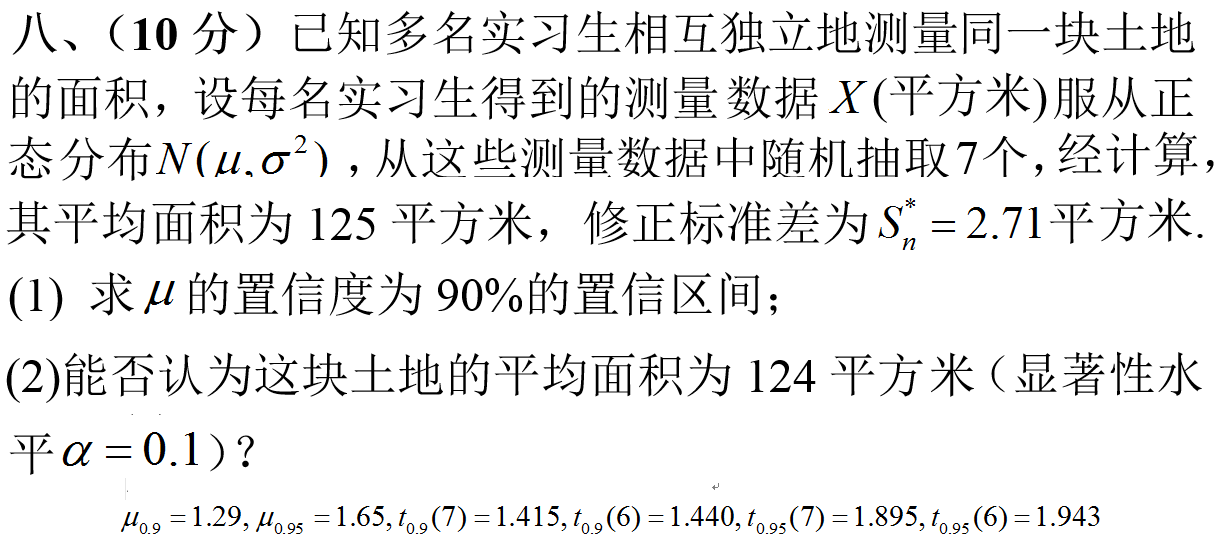 八、（10 分）已知多名实习生相互独立地测量同一块土地
的面积，设每名实习生得到的测量数据 X (平方米)服从正
态分布N(μ,σ²)，从这些测量数据中随机抽取7个，经计算，
其平均面积为 125 平方米，修正标准差为 Sₙ* = 2.71平方米.
(1) 求 μ 的置信度为 90%的置信区间；
(2)能否认为这块土地的平均面积为 124 平方米（显著性水
平 α = 0.1）？
μ₀.₉ = 1.29, μ₀.₉₅ = 1.65, t₀.₉(7) = 1.415, t₀.₉(6) = 1.440, t₀.₉₅(7) = 1.895, t₀.₉₅(6) = 1.943